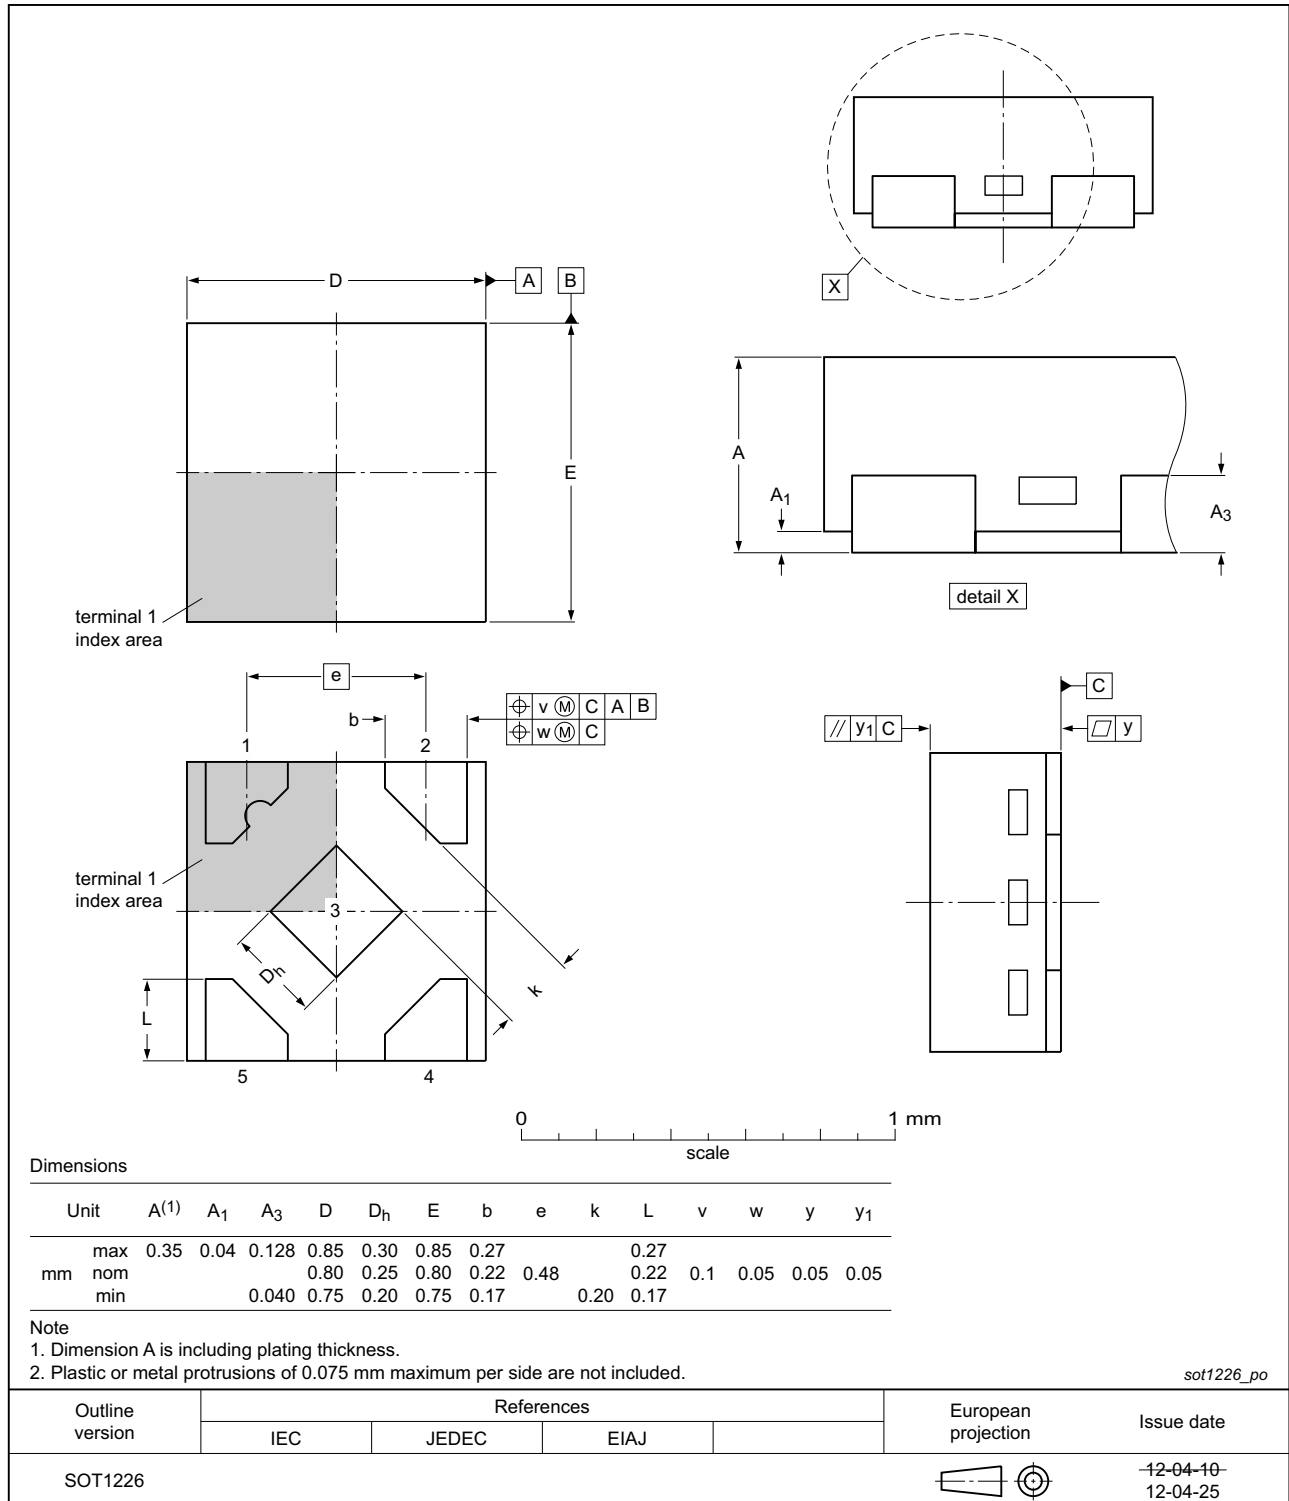 X
D A B
E
terminal 1
index area
A
A1
A3
detail X
e
b
v M C A B
w M C
1 2
terminal 1
index area
3
Dh
k
L
5 4
C
// y1 C
y
0 1 mm
scale
Dimensions
Unit A(1) A1 A3 D Dh E b e k L v w y y1
max 0.35 0.04 0.128 0.85 0.30 0.85 0.27 0.27
mm nom 0.80 0.25 0.80 0.22 0.48 0.22 0.1 0.05 0.05 0.05
min 0.040 0.75 0.20 0.75 0.17 0.20 0.17
Note
1. Dimension A is including plating thickness.
2. Plastic or metal protrusions of 0.075 mm maximum per side are not included.
sot1226_po
Outline
version
References
IEC JEDEC EIAJ
European
projection
Issue date
SOT1226
12-04-10
12-04-25